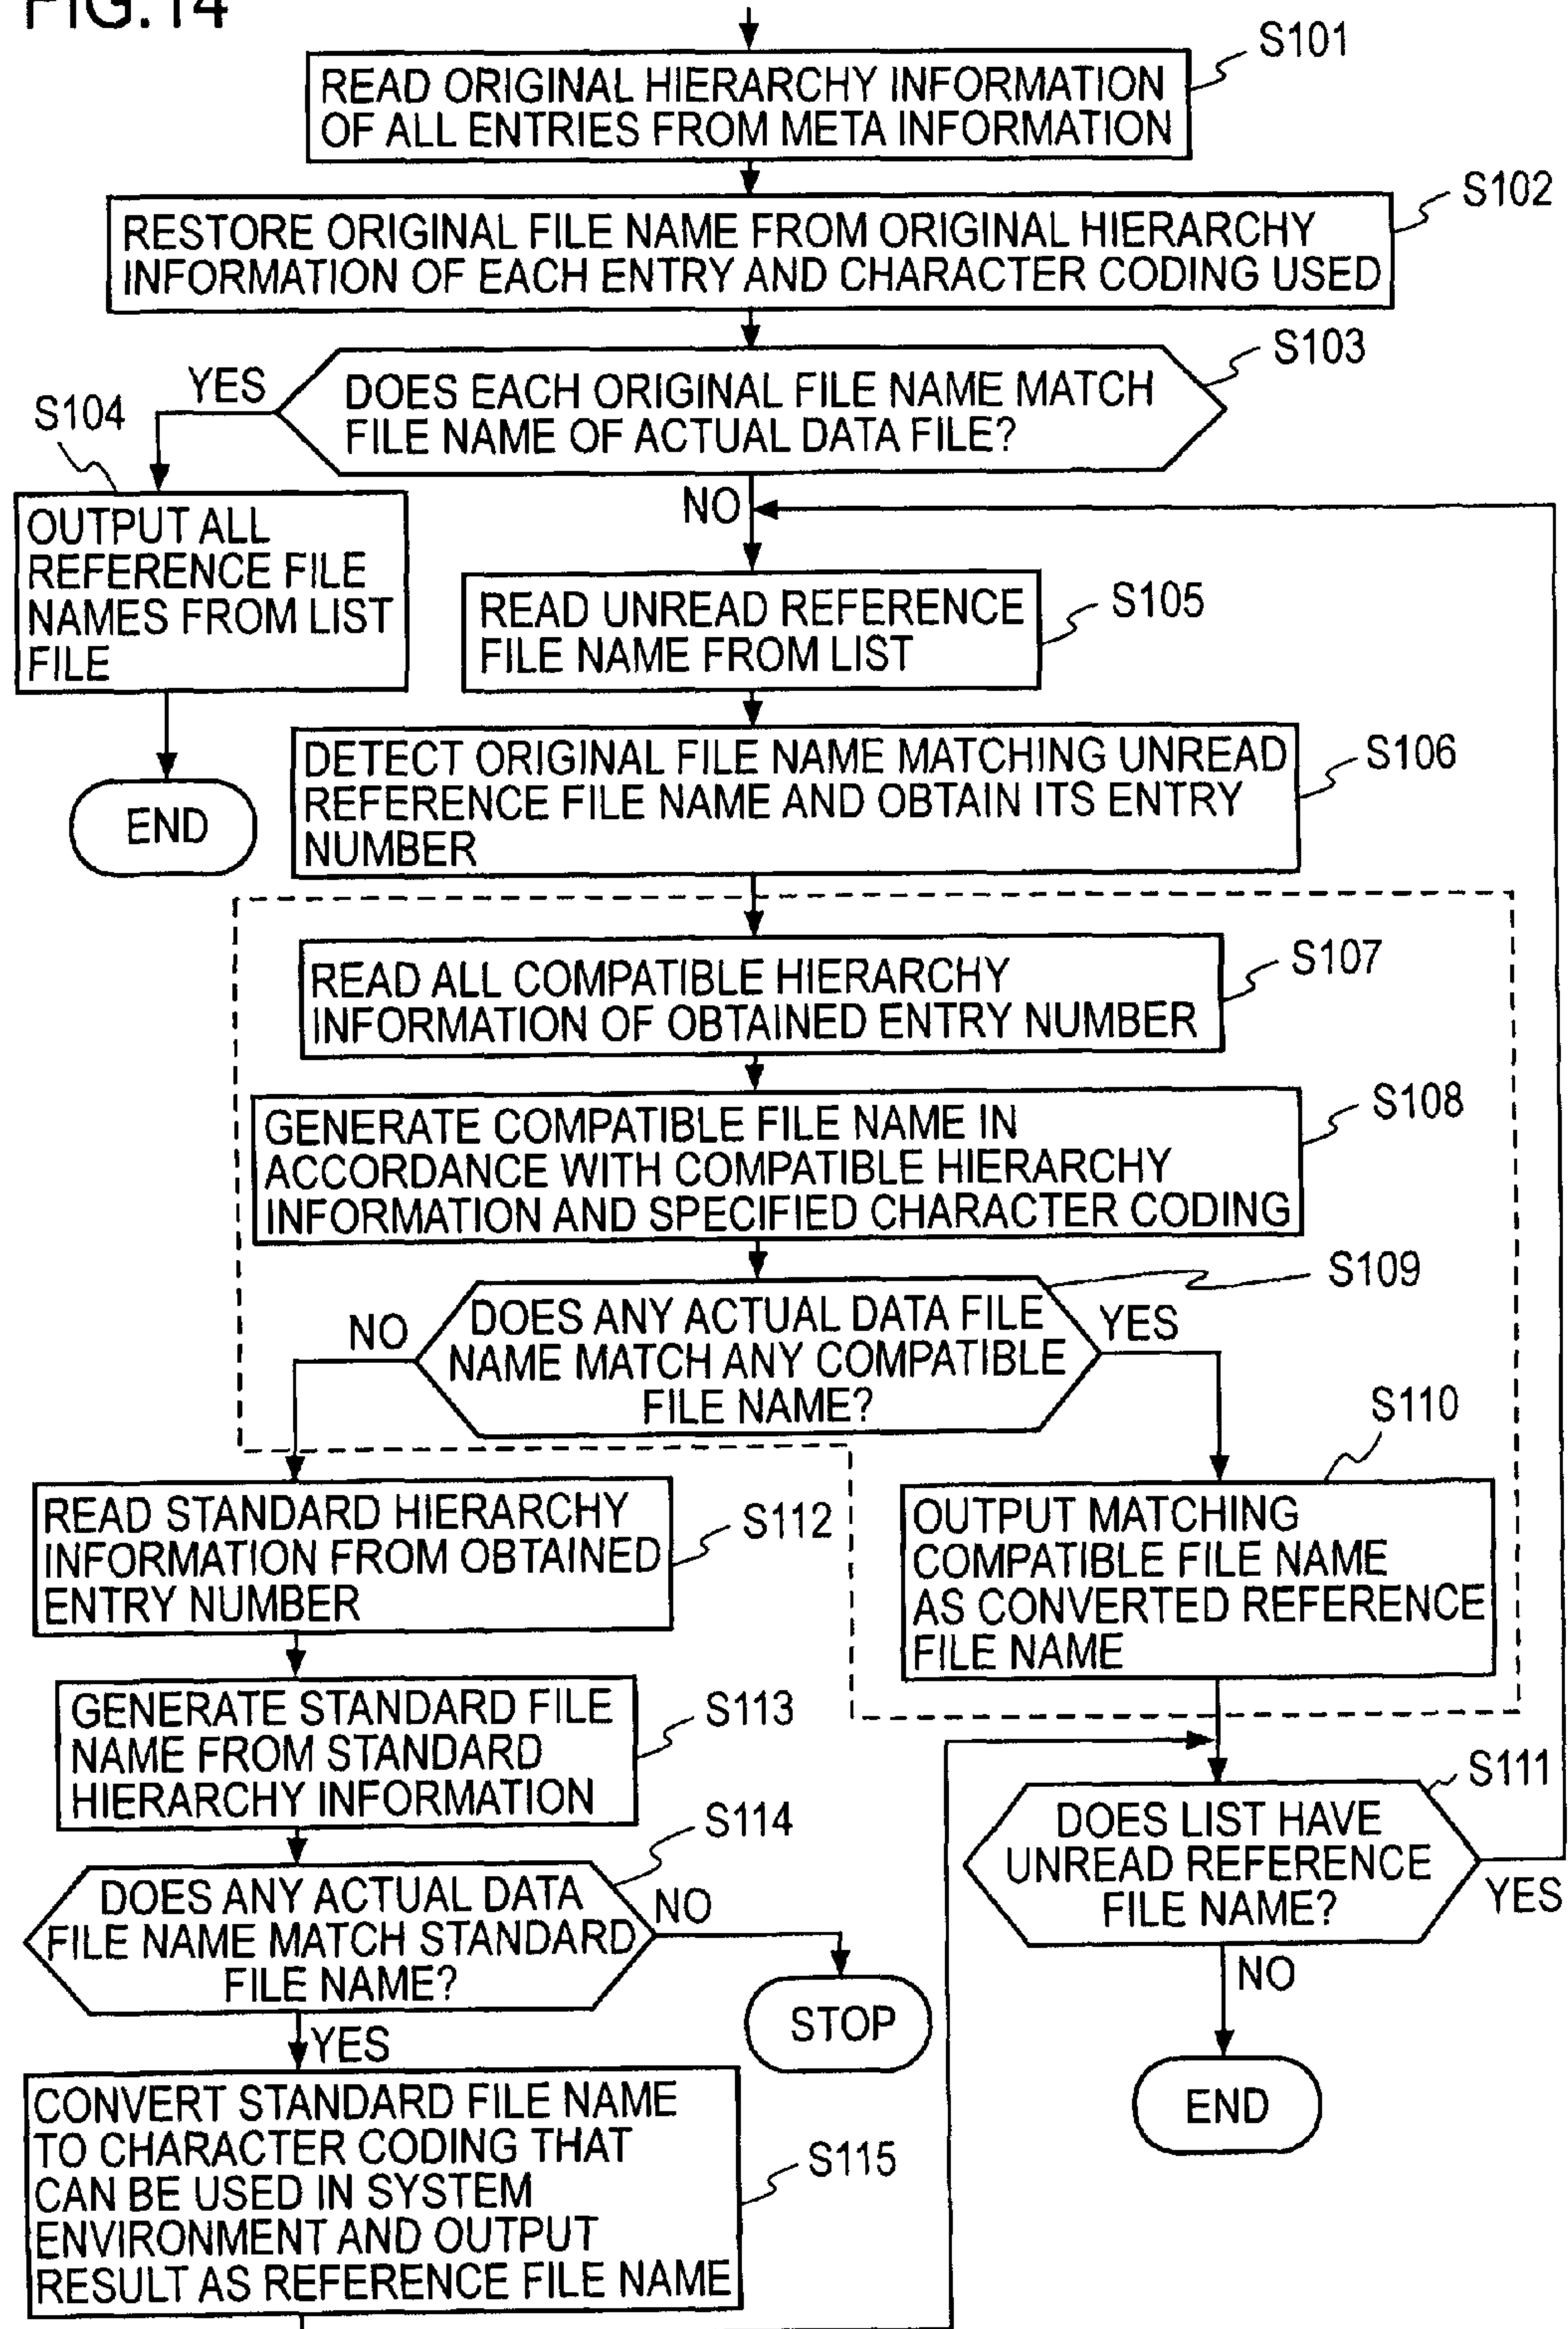 FIG.14
S101
READ ORIGINAL HIERARCHY INFORMATION
OF ALL ENTRIES FROM META INFORMATION
S102
RESTORE ORIGINAL FILE NAME FROM ORIGINAL HIERARCHY
INFORMATION OF EACH ENTRY AND CHARACTER CODING USED
S103
YES
DOES EACH ORIGINAL FILE NAME MATCH
FILE NAME OF ACTUAL DATA FILE?
S104
NO
OUTPUT ALL
REFERENCE FILE
NAMES FROM LIST
FILE
END
READ UNREAD REFERENCE
FILE NAME FROM LIST
S105
DETECT ORIGINAL FILE NAME MATCHING UNREAD
REFERENCE FILE NAME AND OBTAIN ITS ENTRY
NUMBER
S106
READ ALL COMPATIBLE HIERARCHY
INFORMATION OF OBTAINED ENTRY NUMBER
S107
GENERATE COMPATIBLE FILE NAME IN
ACCORDANCE WITH COMPATIBLE HIERARCHY
INFORMATION AND SPECIFIED CHARACTER CODING
S108
S109
NO
DOES ANY ACTUAL DATA FILE
NAME MATCH ANY COMPATIBLE
FILE NAME?
YES
S110
OUTPUT MATCHING
COMPATIBLE FILE NAME
AS CONVERTED REFERENCE
FILE NAME
READ STANDARD HIERARCHY
INFORMATION FROM OBTAINED
ENTRY NUMBER
S112
GENERATE STANDARD FILE
NAME FROM STANDARD
HIERARCHY INFORMATION
S113
S111
DOES LIST HAVE
UNREAD REFERENCE
FILE NAME?
YES
NO
END
S114
DOES ANY ACTUAL DATA
FILE NAME MATCH STANDARD
FILE NAME?
NO
STOP
YES
CONVERT STANDARD FILE NAME
TO CHARACTER CODING THAT
CAN BE USED IN SYSTEM
ENVIRONMENT AND OUTPUT
RESULT AS REFERENCE FILE NAME
S115